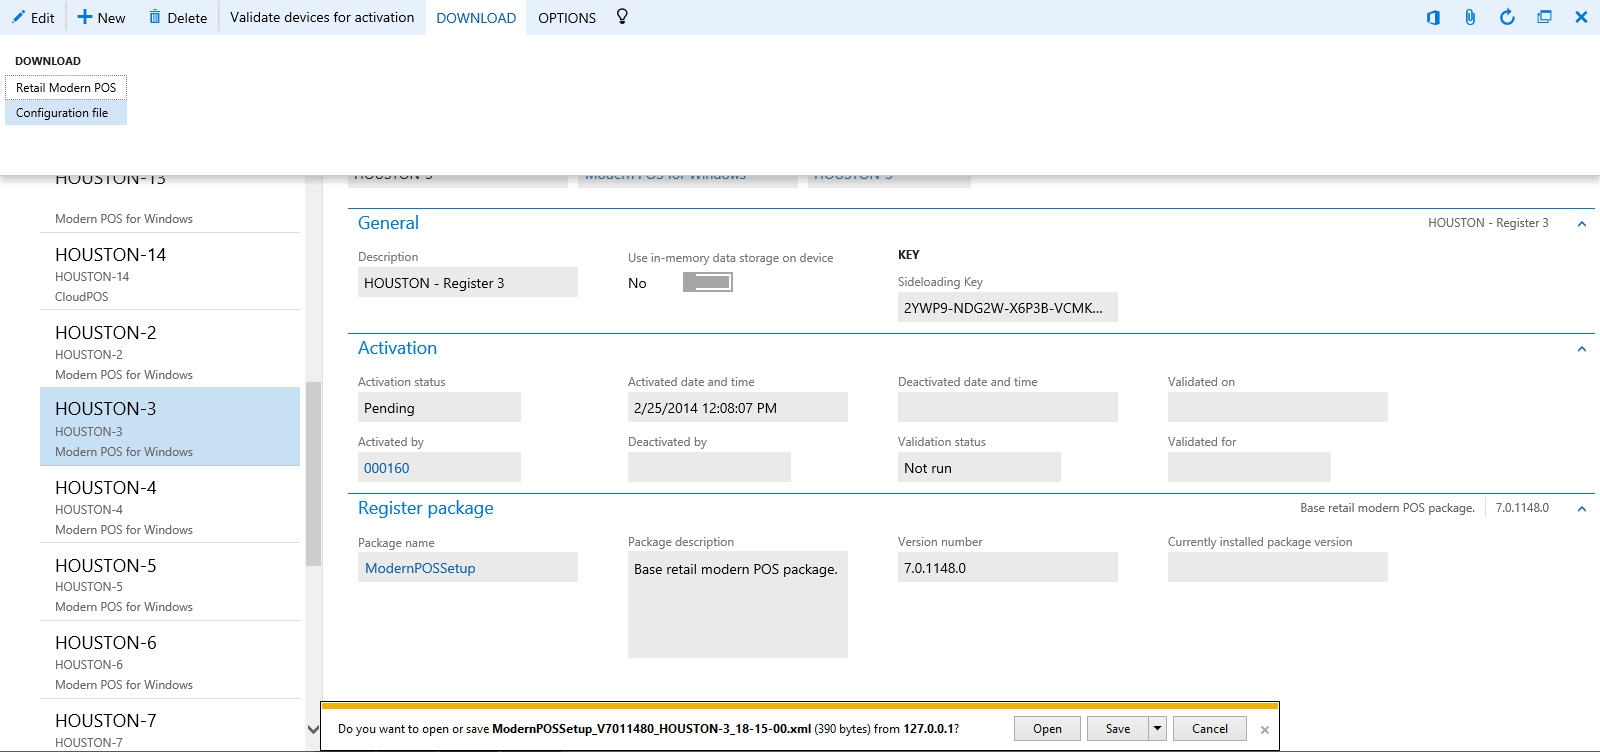 Edit New Delete Validate devices for activation DOWNLOAD OPTIONS
DOWNLOAD
Retail Modern POS
Configuration file
HOUSTON-13
Modern POS for Windows
HOUSTON-14
HOUSTON-14
CloudPOS
HOUSTON-2
HOUSTON-2
Modern POS for Windows
HOUSTON-3
HOUSTON-3
Modern POS for Windows
HOUSTON-4
HOUSTON-4
Modern POS for Windows
HOUSTON-5
HOUSTON-5
Modern POS for Windows
HOUSTON-6
HOUSTON-6
Modern POS for Windows
HOUSTON-7
HOUSTON-7
HOUSTON-3 Modern POS for Windows HOUSTON-3
General HOUSTON - Register 3
Description Use in-memory data storage on device KEY
HOUSTON - Register 3 No Sideloading Key
2YWP9-NDG2W-X6P3B-VCMK...
Activation
Activation status Activated date and time Deactivated date and time Validated on
Pending 2/25/2014 12:08:07 PM
Activated by Deactivated by Validation status Validated for
000160 Not run
Register package Base retail modern POS package. 7.0.1148.0
Package name Package description Version number Currently installed package version
ModernPOSSetup Base retail modern POS package. 7.0.1148.0
Do you want to open or save ModernPOSSetup_V7011480_HOUSTON-3_18-15-00.xml (390 bytes) from 127.0.0.1? Open Save Cancel